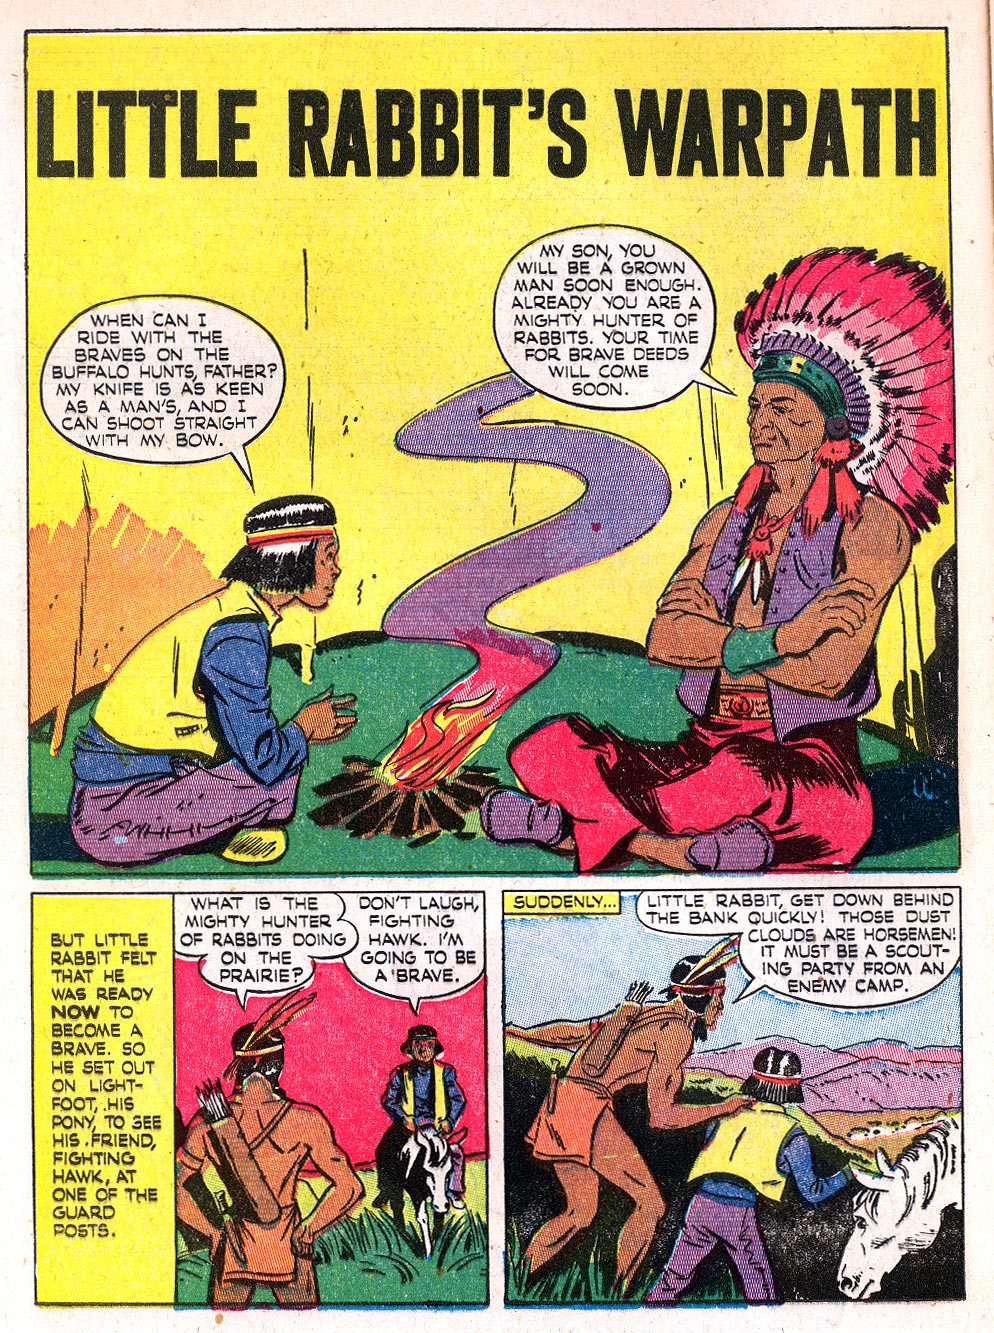 LITTLE RABBIT'S WARPATH
WHEN CAN I
RIDE WITH THE
BRAVES ON THE
BUFFALO HUNTS, FATHER?
MY KNIFE IS AS KEEN
AS A MAN'S, AND I
CAN SHOOT STRAIGHT
WITH MY BOW.
MY SON, YOU
WILL BE A GROWN
MAN SOON ENOUGH.
ALREADY YOU ARE A
MIGHTY HUNTER OF
RABBITS. YOUR TIME
FOR BRAVE DEEDS
WILL COME
SOON.
BUT LITTLE
RABBIT FELT
THAT HE
WAS READY
NOW TO
BECOME A
BRAVE. SO
HE SET OUT
ON LIGHT-
FOOT, HIS
PONY, TO SEE
HIS FRIEND,
FIGHTING
HAWK, AT
ONE OF THE
GUARD
POSTS.
WHAT IS THE
MIGHTY HUNTER
OF RABBITS DOING
ON THE
PRAIRIE?
DON'T LAUGH,
FIGHTING
HAWK. I'M
GOING TO BE
A BRAVE.
SUDDENLY...
LITTLE RABBIT, GET DOWN BEHIND
THE BANK QUICKLY! THOSE DUST
CLOUDS ARE HORSEMEN!
IT MUST BE A SCOUT-
ING PARTY FROM AN
ENEMY CAMP.